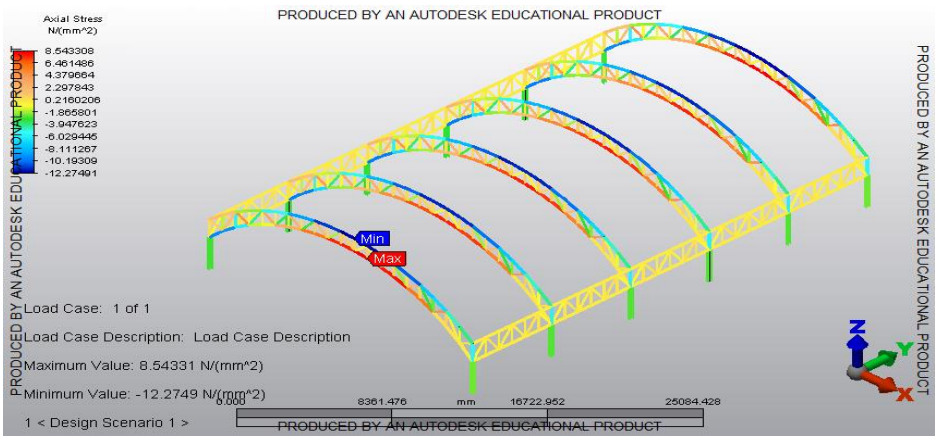 PRODUCED BY AN AUTODESK EDUCATIONAL PRODUCT
Axial Stress
N/(mm^2)
8.543308
6.461486
4.379664
2.297843
0.2160206
-1.865801
-3.947623
-6.029445
-8.111267
-10.19309
-12.27491
PRODUCED BY AN AUTODESK EDUCATIONAL PRODUCT
PRODUCED BY AN AUTODESK EDUCATIONAL PRODUCT
Min
Max
Load Case: 1 of 1
Load Case Description: Load Case Description
Maximum Value: 8.54331 N/(mm^2)
Minimum Value: -12.2749 N/(mm^2)
0.000 8361.476 mm 16722.952 25084.428
1 < Design Scenario 1 >
PRODUCED BY AN AUTODESK EDUCATIONAL PRODUCT
Z
Y
X